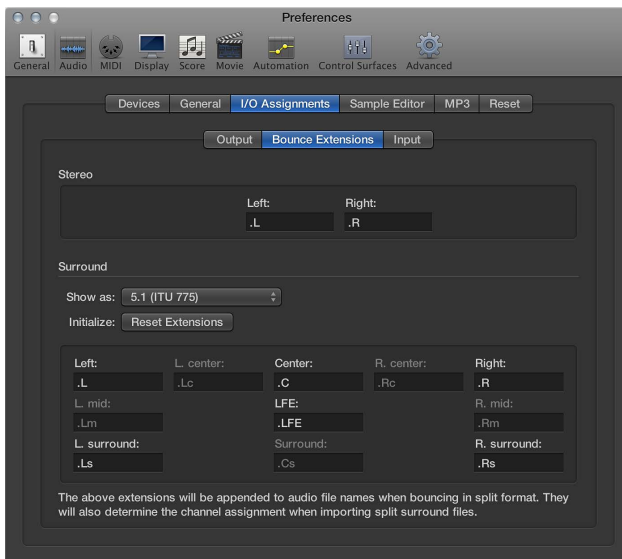 Preferences
General Audio MIDI Display Score Movie Automation Control Surfaces Advanced
Devices General I/O Assignments Sample Editor MP3 Reset
Output Bounce Extensions Input
Stereo
Left: Right:
.L .R
Surround
Show as: 5.1 (ITU 775)
Initialize: Reset Extensions
Left: L. center: Center: R. center: Right:
.L .Lc .C .Rc .R
L. mid: LFE: R. mid:
.Lm .LFE .Rm
L. surround: Surround: R. surround:
.Ls .Cs .Rs
The above extensions will be appended to audio file names when bouncing in split format. They
will also determine the channel assignment when importing split surround files.